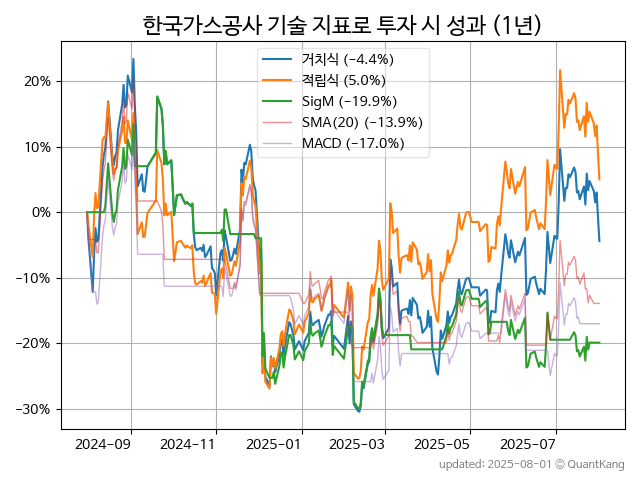 한국가스공사 기술 지표로 투자 시 성과 (1년)
거치식 (−4.4%)
적립식 (5.0%)
SigM (−19.9%)
SMA(20) (−13.9%)
MACD (−17.0%)
20%
10%
0%
−10%
−20%
−30%
2024-09 2024-11 2025-01 2025-03 2025-05 2025-07
updated: 2025-08-01 © QuantKang